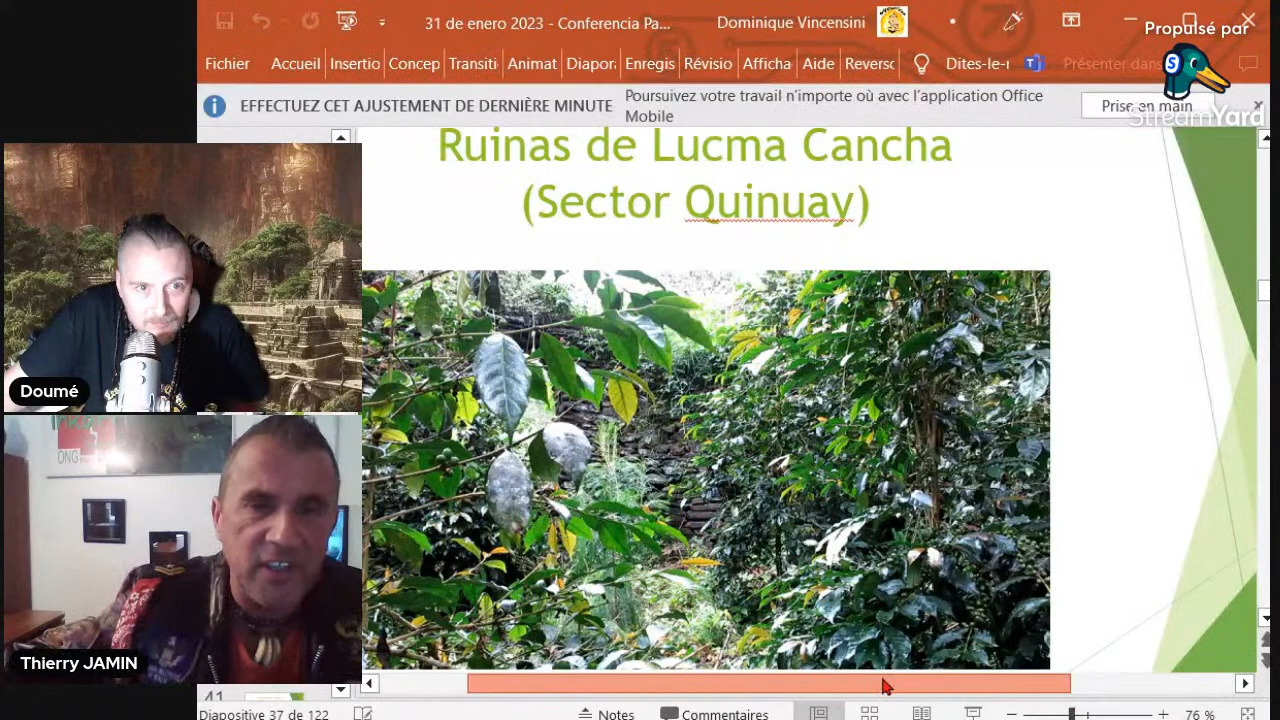 31 de enero 2023 - Conferencia Pa...
Dominique Vincensini
Propulsé par
StreamYard
Fichier Accueil Insertio Concep Transiti Animat Diapora Enregis Révisio Afficha Aide Reverso Dites-le-r Présenter dans
EFFECTUEZ CET AJUSTEMENT DE DERNIÈRE MINUTE
Poursuivez votre travail n'importe où avec l'application Office
Mobile
Prise en main
Ruinas de Lucma Cancha
(Sector Quinuay)
Doumé
ONG
Thierry JAMIN
41
Diapositive 37 de 122
Notes
Commentaires
76 %